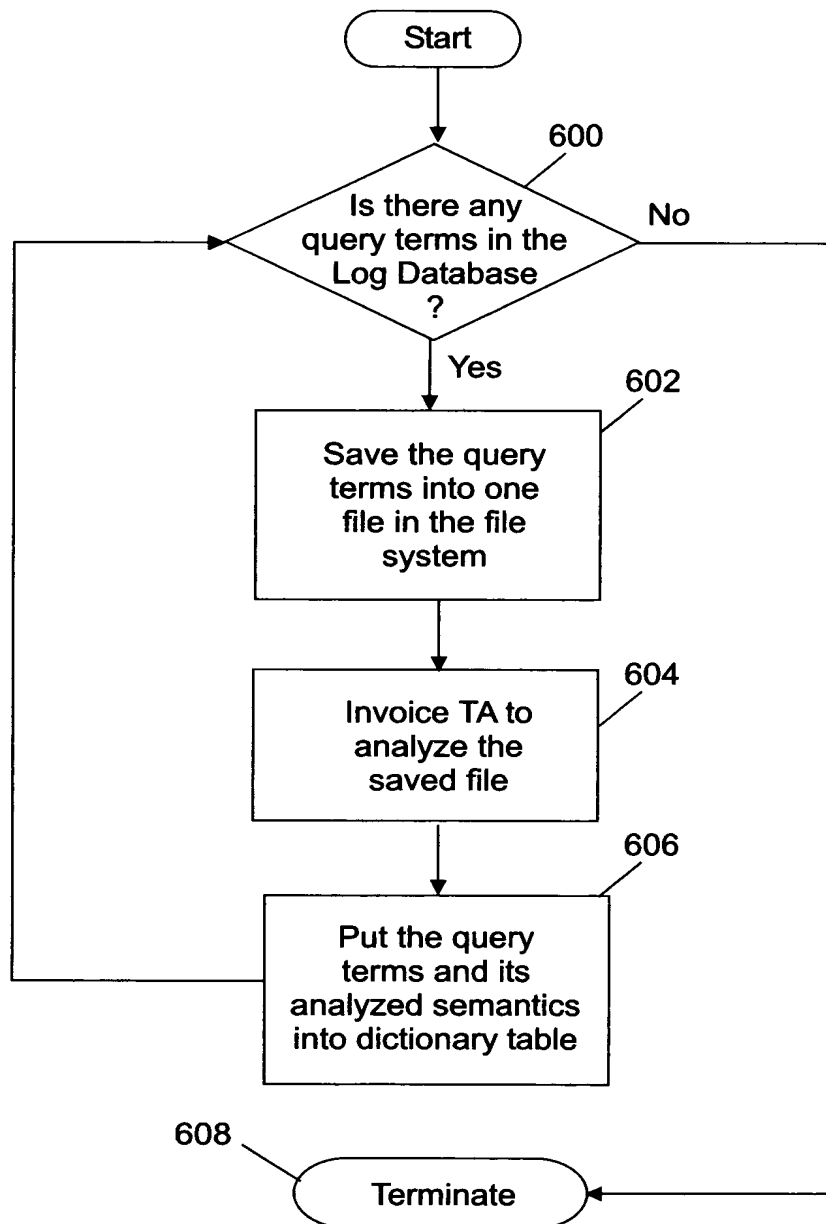 Start
600
Is there any
query terms in the
Log Database
?
No
Yes
602
Save the query
terms into one
file in the file
system
604
Invoice TA to
analyze the
saved file
606
Put the query
terms and its
analyzed semantics
into dictionary table
608
Terminate